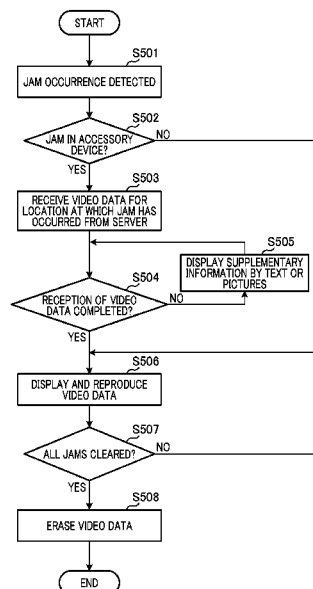 START
S501
JAM OCCURRENCE DETECTED
S502
JAM IN ACCESSORY
DEVICE?
NO
YES
S503
RECEIVE VIDEO DATA FOR
LOCATION AT WHICH JAM HAS
OCCURRED FROM SERVER
S505
DISPLAY SUPPLEMENTARY
INFORMATION BY TEXT OR
PICTURES
S504
RECEPTION OF VIDEO
DATA COMPLETED?
NO
YES
S506
DISPLAY AND REPRODUCE
VIDEO DATA
S507
ALL JAMS CLEARED?
NO
YES
S508
ERASE VIDEO DATA
END